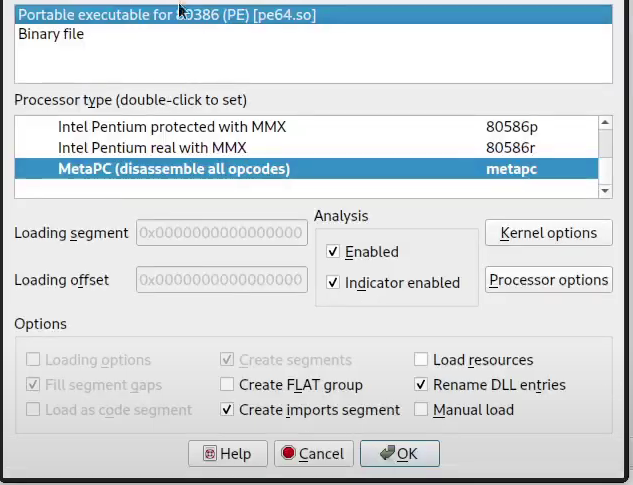 Portable executable for 80386 (PE) [pe64.so]
Binary file
Processor type (double-click to set)
Intel Pentium protected with MMX 80586p
Intel Pentium real with MMX 80586r
MetaPC (disassemble all opcodes) metapc
Loading segment 0x0000000000000000
Loading offset 0x0000000000000000
Analysis
Enabled
Indicator enabled
Kernel options
Processor options
Options
Loading options Create segments Load resources
Fill segment gaps Create FLAT group Rename DLL entries
Load as code segment Create imports segment Manual load
Help Cancel OK